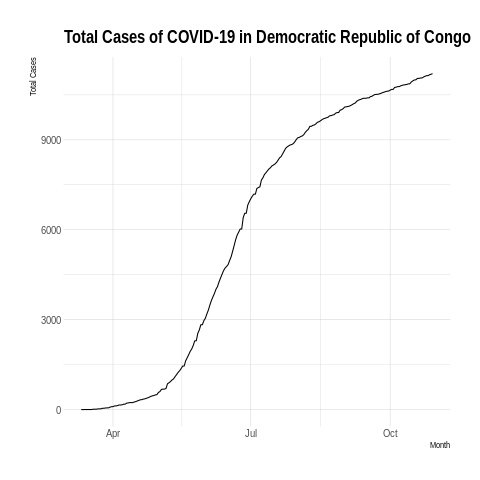 Total Cases of COVID-19 in Democratic Republic of Congo
Total Cases
9000
6000
3000
0
Apr
Jul
Oct
Month